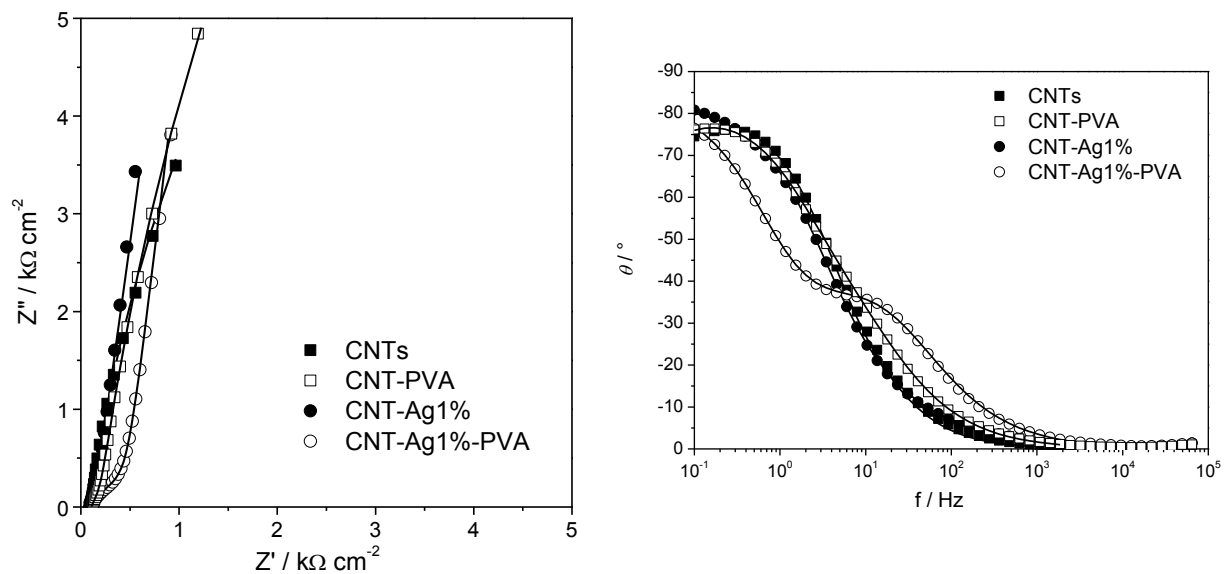 5
4
3
2
1
0
Z'' / kΩ cm⁻²
CNTs
CNT-PVA
CNT-Ag1%
CNT-Ag1%-PVA
0 1 2 3 4 5
Z' / kΩ cm⁻²
-90
-80
-70
-60
-50
-40
-30
-20
-10
0
θ / °
CNTs
CNT-PVA
CNT-Ag1%
CNT-Ag1%-PVA
10⁻¹ 10⁰ 10¹ 10² 10³ 10⁴ 10⁵
f / Hz